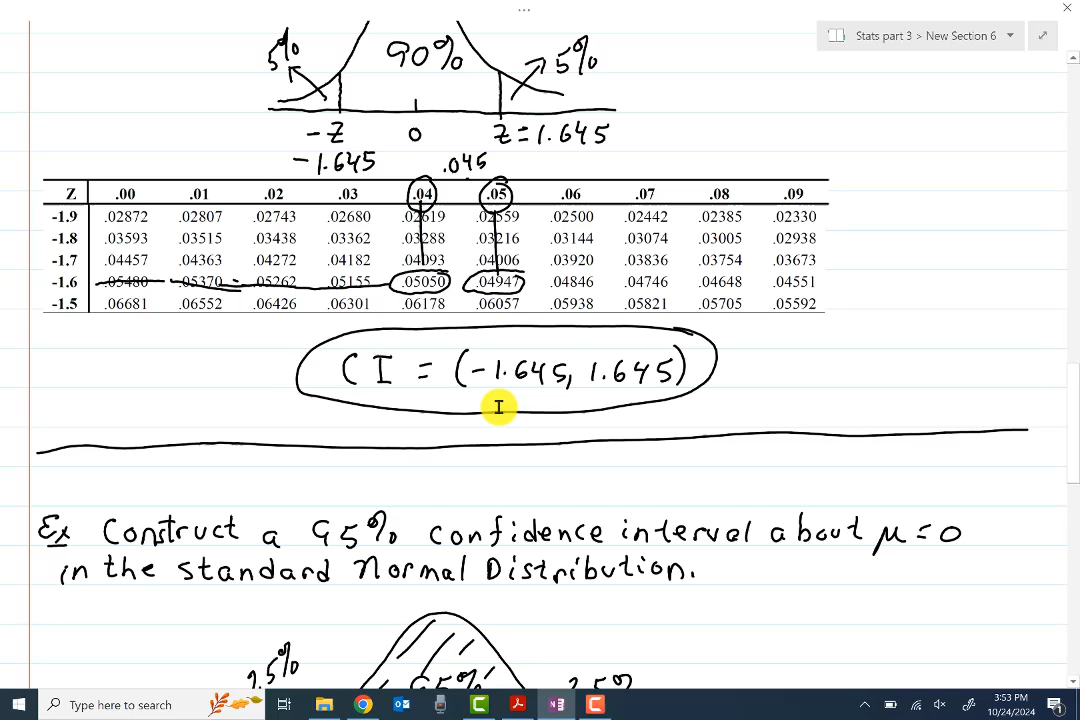 ...
Stats part 3 > New Section 6
5% 90% 5%
-Z 0 Z = 1.645
-1.645 .045
Z .00 .01 .02 .03 .04 .05 .06 .07 .08 .09
-1.9 .02872 .02807 .02743 .02680 .02619 .02559 .02500 .02442 .02385 .02330
-1.8 .03593 .03515 .03438 .03362 .03288 .03216 .03144 .03074 .03005 .02938
-1.7 .04457 .04363 .04272 .04182 .04093 .04006 .03920 .03836 .03754 .03673
-1.6 .05480 .05370 .05262 .05155 .05050 .04947 .04846 .04746 .04648 .04551
-1.5 .06681 .06552 .06426 .06301 .06178 .06057 .05938 .05821 .05705 .05592
CI = (-1.645, 1.645)
Ex Construct a 95% confidence interval about μ = 0
in the standard Normal Distribution.
2.5% 95% 2.5%
Type here to search
3:53 PM
10/24/2024
1